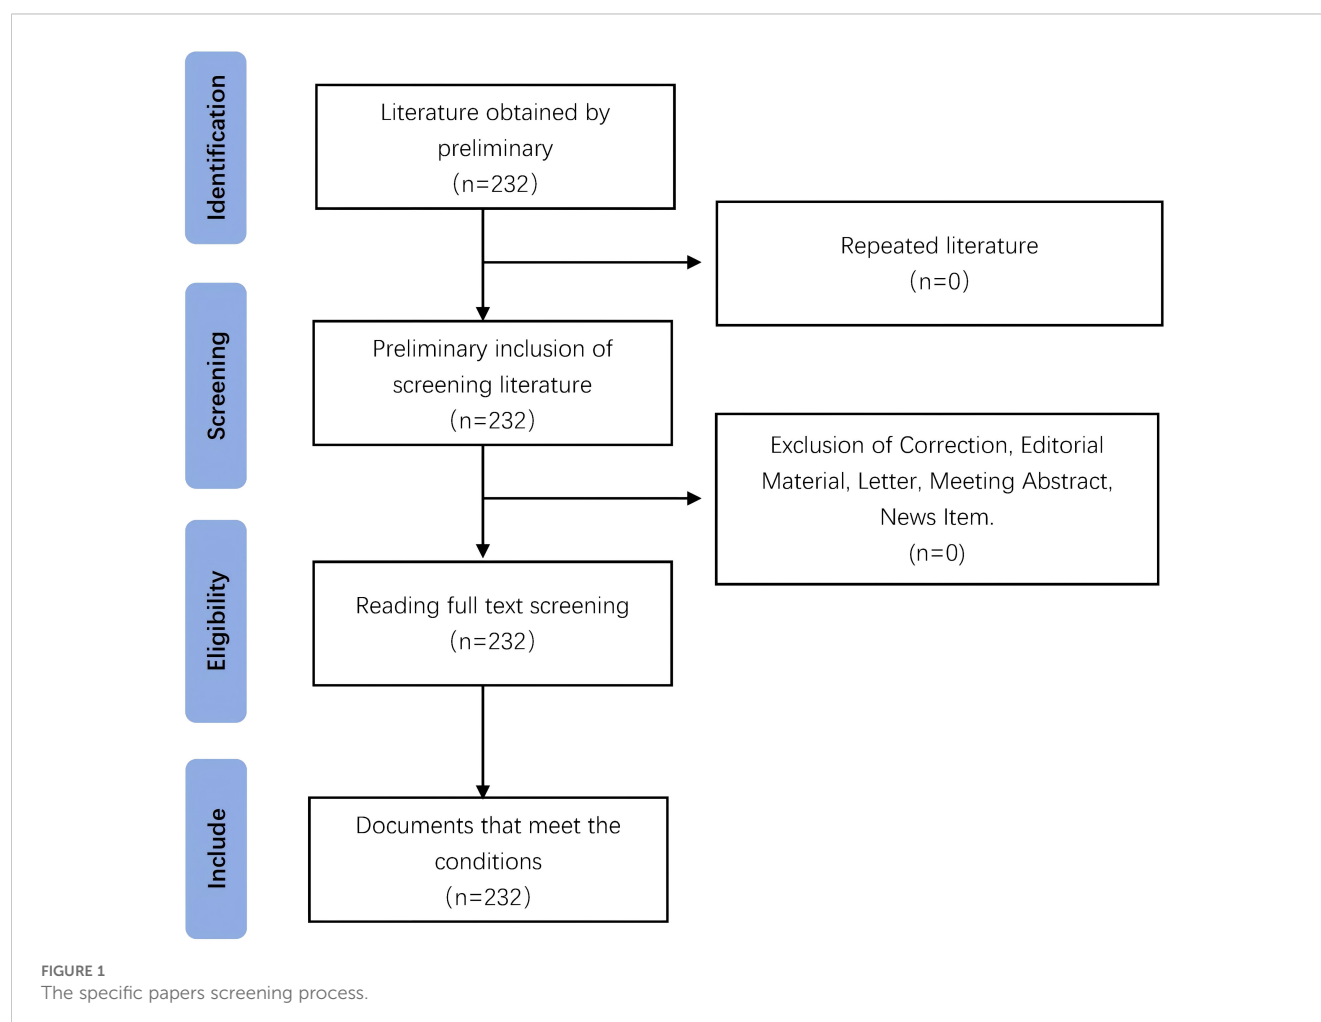 Identification
Literature obtained by
preliminary
（n=232）
Repeated literature
（n=0）
Screening
Preliminary inclusion of
screening literature
（n=232）
Exclusion of Correction, Editorial
Material, Letter, Meeting Abstract,
News Item.
(n=0)
Eligibility
Reading full text screening
（n=232）
Include
Documents that meet the
conditions
（n=232）
FIGURE 1
The specific papers screening process.